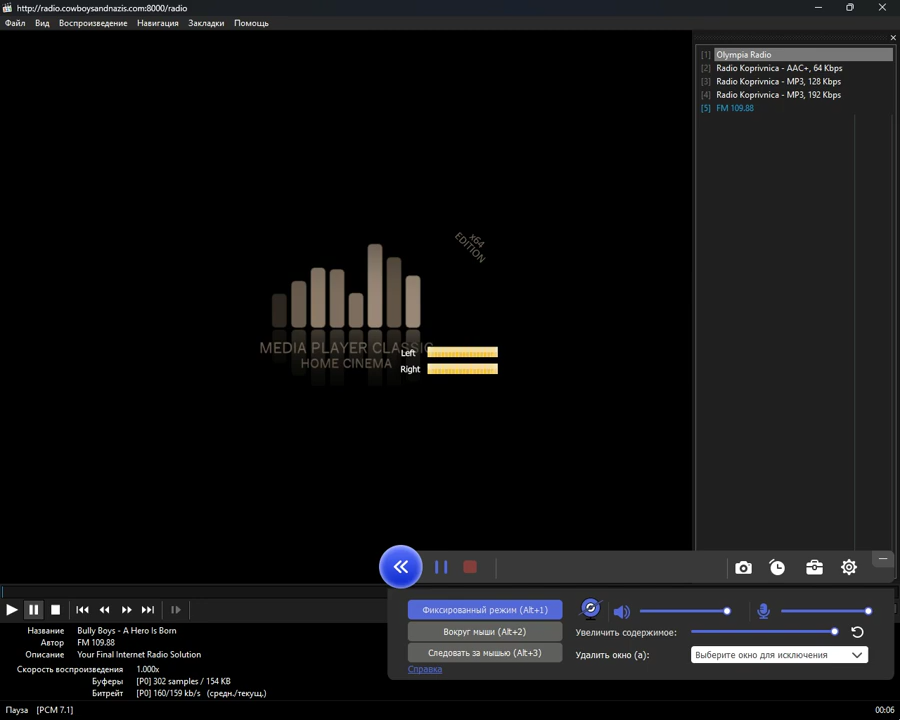 http://radio.cowboysandnazis.com:8000/radio
Файл Вид Воспроизведение Навигация Закладки Помощь
[1] Olympia Radio
[2] Radio Koprivnica - AAC+, 64 Kbps
[3] Radio Koprivnica - MP3, 128 Kbps
[4] Radio Koprivnica - MP3, 192 Kbps
[5] FM 109.88
x64
EDITION
MEDIA PLAYER CLASSIC
HOME CINEMA
Left
Right
Фиксированный режим (Alt+1)
Вокруг мыши (Alt+2)
Следовать за мышью (Alt+3)
Справка
Увеличить содержимое:
Удалить окно (а): Выберите окно для исключения
Название Bully Boys - A Hero Is Born
Автор FM 109.88
Описание Your Final Internet Radio Solution
Скорость воспроизведения 1.000x
Буферы [P0] 302 samples / 154 KB
Битрейт [P0] 160/159 kb/s (средн./текущ.)
Пауза [PCM 7.1] 00:06